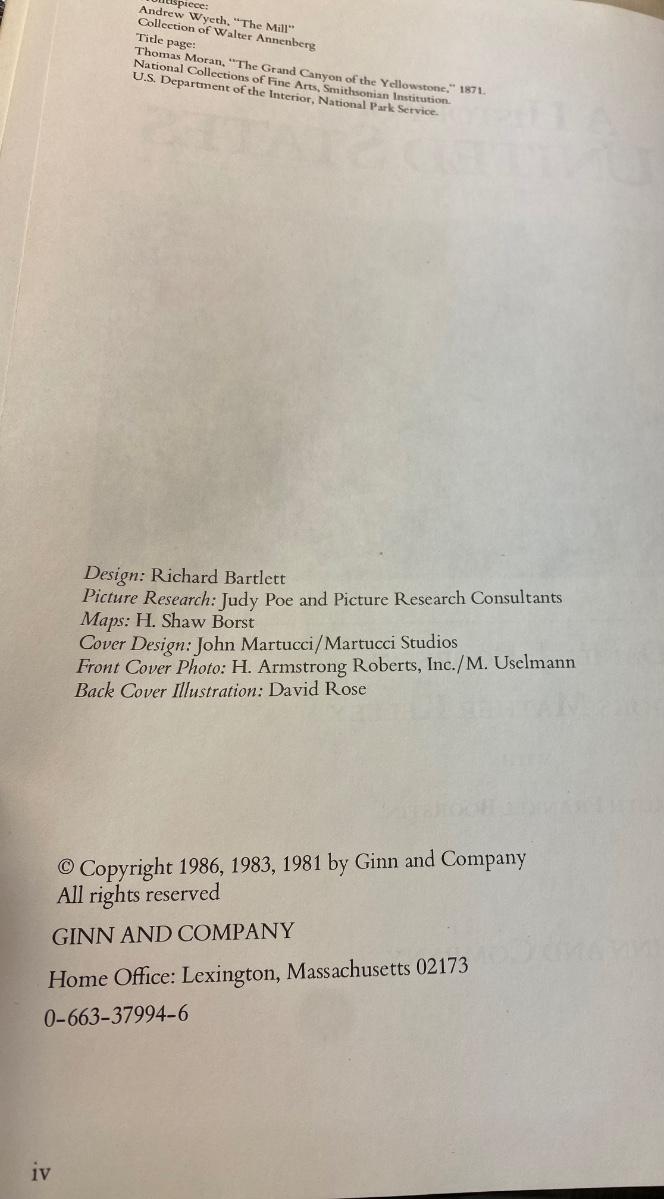 Andrew Wyeth, "The Mill"
Collection of Walter Annenberg
Title page:
Thomas Moran, "The Grand Canyon of the Yellowstone," 1871.
National Collections of Fine Arts, Smithsonian Institution.
U.S. Department of the Interior, National Park Service.
UNITED STATES
Design: Richard Bartlett
Picture Research: Judy Poe and Picture Research Consultants
Maps: H. Shaw Borst
Cover Design: John Martucci/Martucci Studios
Front Cover Photo: H. Armstrong Roberts, Inc./M. Uselmann
Back Cover Illustration: David Rose
© Copyright 1986, 1983, 1981 by Ginn and Company
All rights reserved
GINN AND COMPANY
Home Office: Lexington, Massachusetts 02173
0-663-37994-6
iv